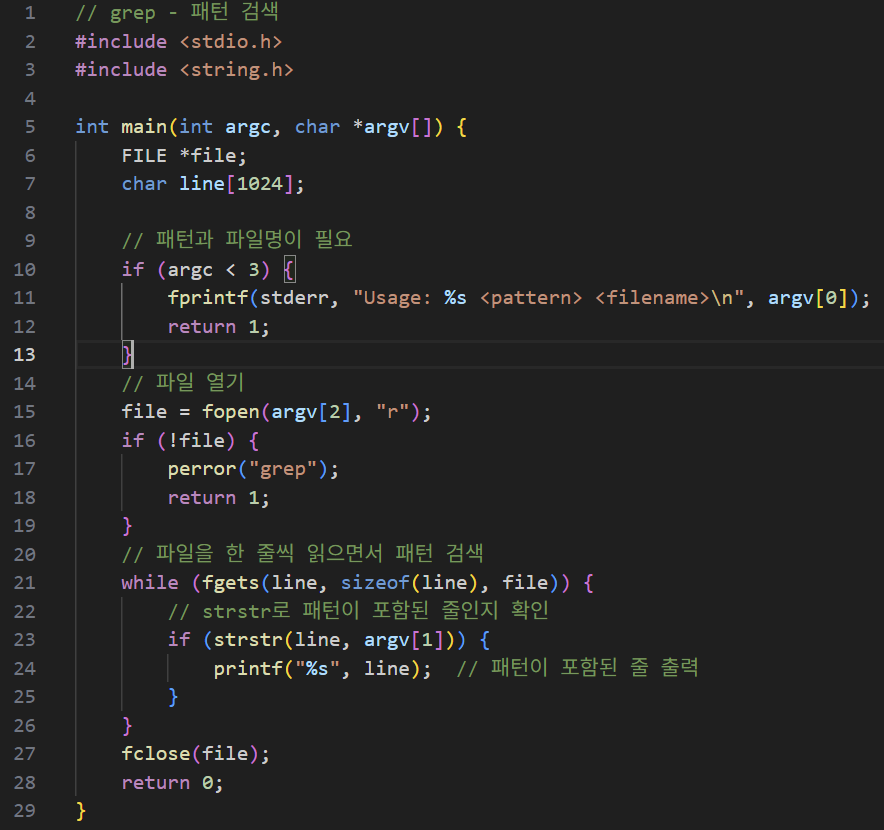 1 // grep - 패턴 검색
2 #include <stdio.h>
3 #include <string.h>
4
5 int main(int argc, char *argv[]) {
6     FILE *file;
7     char line[1024];
8
9     // 패턴과 파일명이 필요
10     if (argc < 3) {
11         fprintf(stderr, "Usage: %s <pattern> <filename>\n", argv[0]);
12         return 1;
13     }
14     // 파일 열기
15     file = fopen(argv[2], "r");
16     if (!file) {
17         perror("grep");
18         return 1;
19     }
20     // 파일을 한 줄씩 읽으면서 패턴 검색
21     while (fgets(line, sizeof(line), file)) {
22         // strstr로 패턴이 포함된 줄인지 확인
23         if (strstr(line, argv[1])) {
24             printf("%s", line);  // 패턴이 포함된 줄 출력
25         }
26     }
27     fclose(file);
28     return 0;
29 }